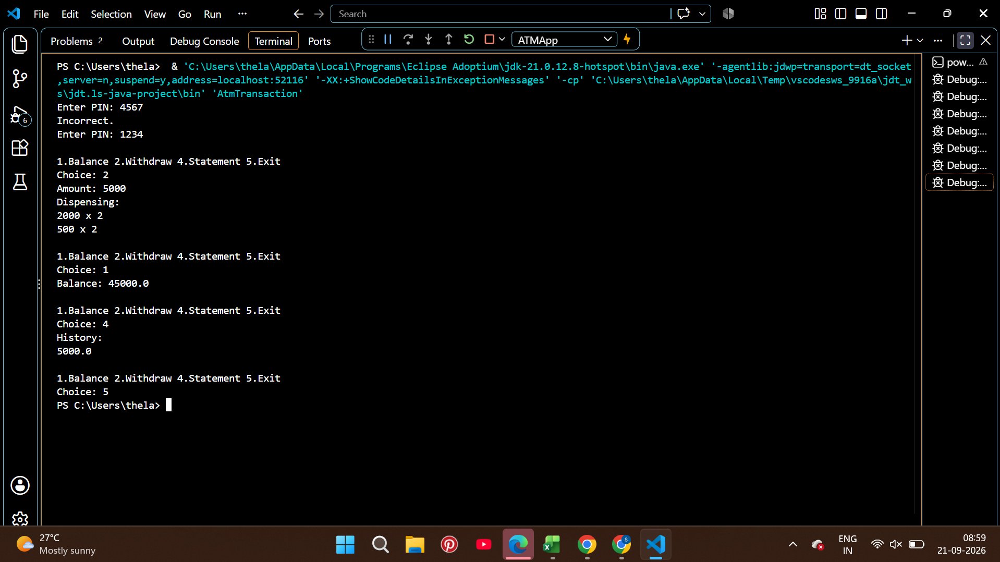 File Edit Selection View Go Run ··· Search
Problems 2 Output Debug Console Terminal Ports ATMApp
PS C:\Users\thela>  & 'C:\Users\thela\AppData\Local\Programs\Eclipse Adoptium\jdk-21.0.12.8-hotspot\bin\java.exe' '-agentlib:jdwp=transport=dt_socket
,server=n,suspend=y,address=localhost:52116' '-XX:+ShowCodeDetailsInExceptionMessages' '-cp' 'C:\Users\thela\AppData\Local\Temp\vscodesws_9916a\jdt_w
s\jdt.ls-java-project\bin' 'AtmTransaction'
Enter PIN: 4567
Incorrect.
Enter PIN: 1234
1.Balance 2.Withdraw 4.Statement 5.Exit
Choice: 2
Amount: 5000
Dispensing:
2000 x 2
500 x 2
1.Balance 2.Withdraw 4.Statement 5.Exit
Choice: 1
Balance: 45000.0
1.Balance 2.Withdraw 4.Statement 5.Exit
Choice: 4
History:
5000.0
1.Balance 2.Withdraw 4.Statement 5.Exit
Choice: 5
PS C:\Users\thela>
pow...
Debug:...
Debug:...
Debug:...
Debug:...
Debug:...
Debug:...
Debug:...
6
27°C
Mostly sunny
S
ENG
IN
08:59
21-09-2026